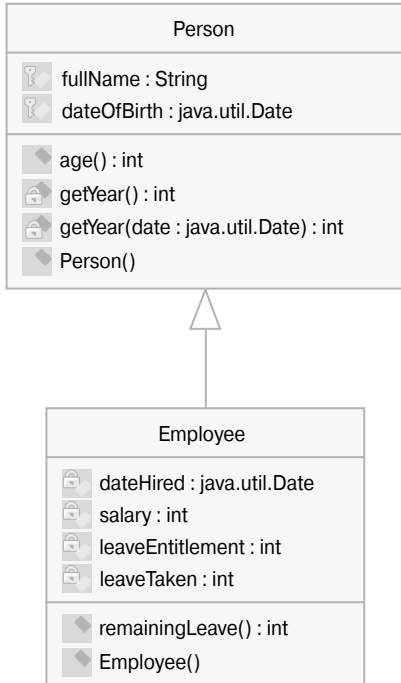 Person
fullName : String
dateOfBirth : java.util.Date
age() : int
getYear() : int
getYear(date : java.util.Date) : int
Person()
Employee
dateHired : java.util.Date
salary : int
leaveEntitlement : int
leaveTaken : int
remainingLeave() : int
Employee()